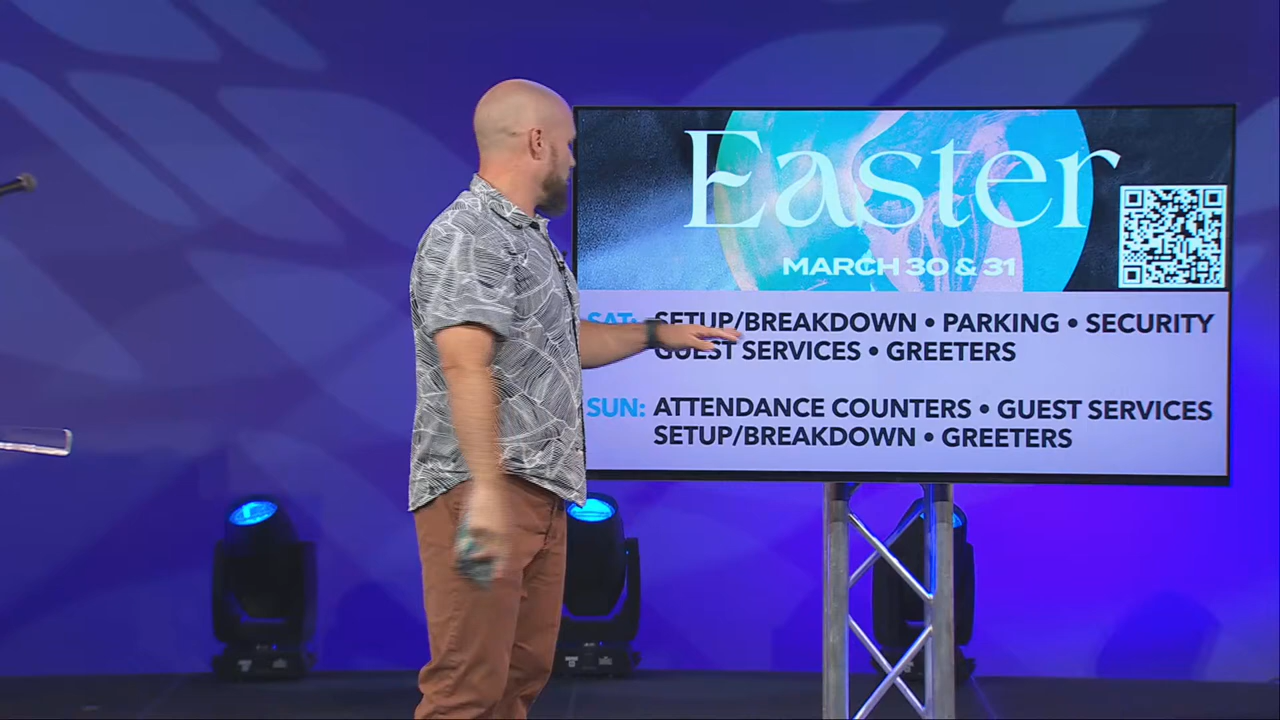 Easter
MARCH 30 & 31
SAT: SETUP/BREAKDOWN • PARKING • SECURITY
GUEST SERVICES • GREETERS
SUN: ATTENDANCE COUNTERS • GUEST SERVICES
SETUP/BREAKDOWN • GREETERS